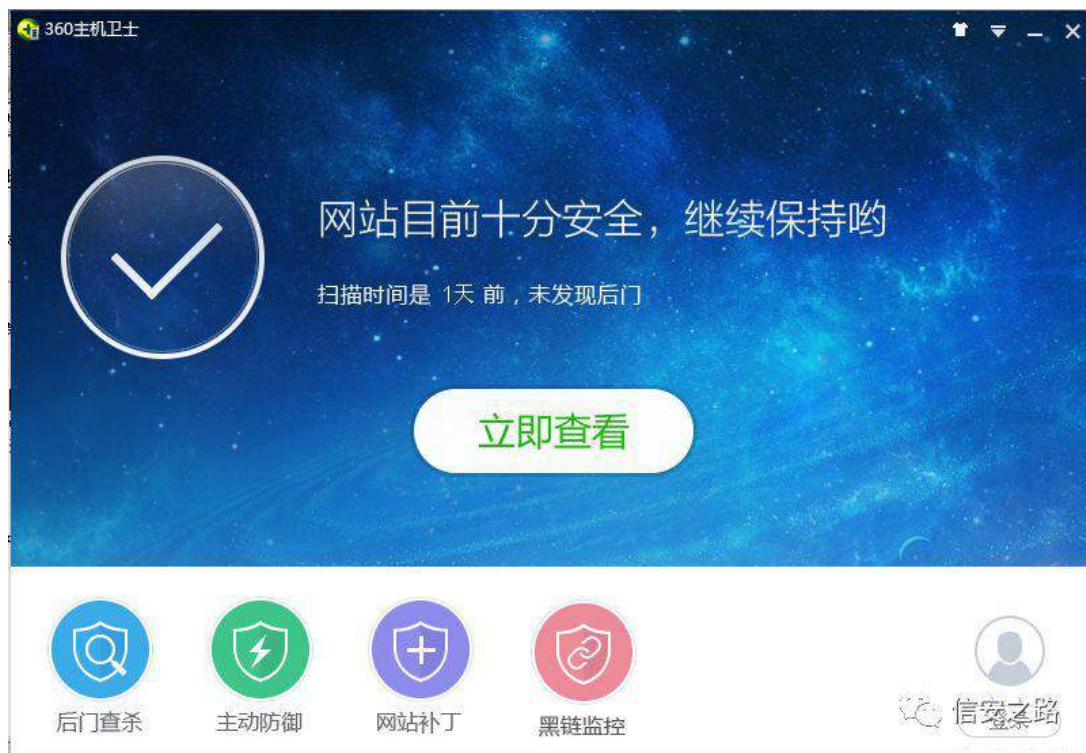 360主机卫士
网站目前十分安全，继续保持哟
扫描时间是 1天 前，未发现后门
立即查看
后门查杀
主动防御
网站补丁
黑链监控
信安之路